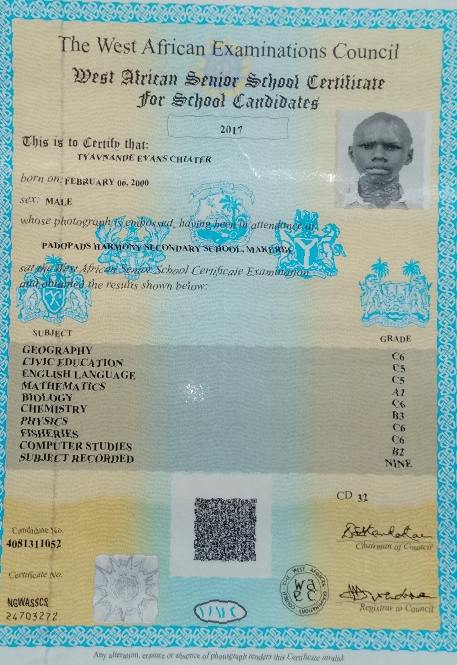 The West African Examinations Council
West African Senior School Certificate
For School Candidates
2017
This is to Certify that:
TYAVNANDE EVANS CHIATER
born on: FEBRUARY 06, 2000
sex: MALE
whose photograph is embossed, having been in attendance at
PADOPADS HARMONY SECONDARY SCHOOL, MAKURDI
sat the West African Senior School Certificate Examination
and obtained the results shown below:
SUBJECT GRADE
GEOGRAPHY C6
CIVIC EDUCATION C5
ENGLISH LANGUAGE C5
MATHEMATICS A1
BIOLOGY C6
CHEMISTRY B3
PHYSICS C6
FISHERIES C6
COMPUTER STUDIES B2
SUBJECT RECORDED NINE
CD 32
Candidate No.
4081311052
Chairman of Council
Certificate No.
NGWASSCS
24703272
Registrar to Council
Any alteration, erasure or absence of photograph renders this Certificate invalid